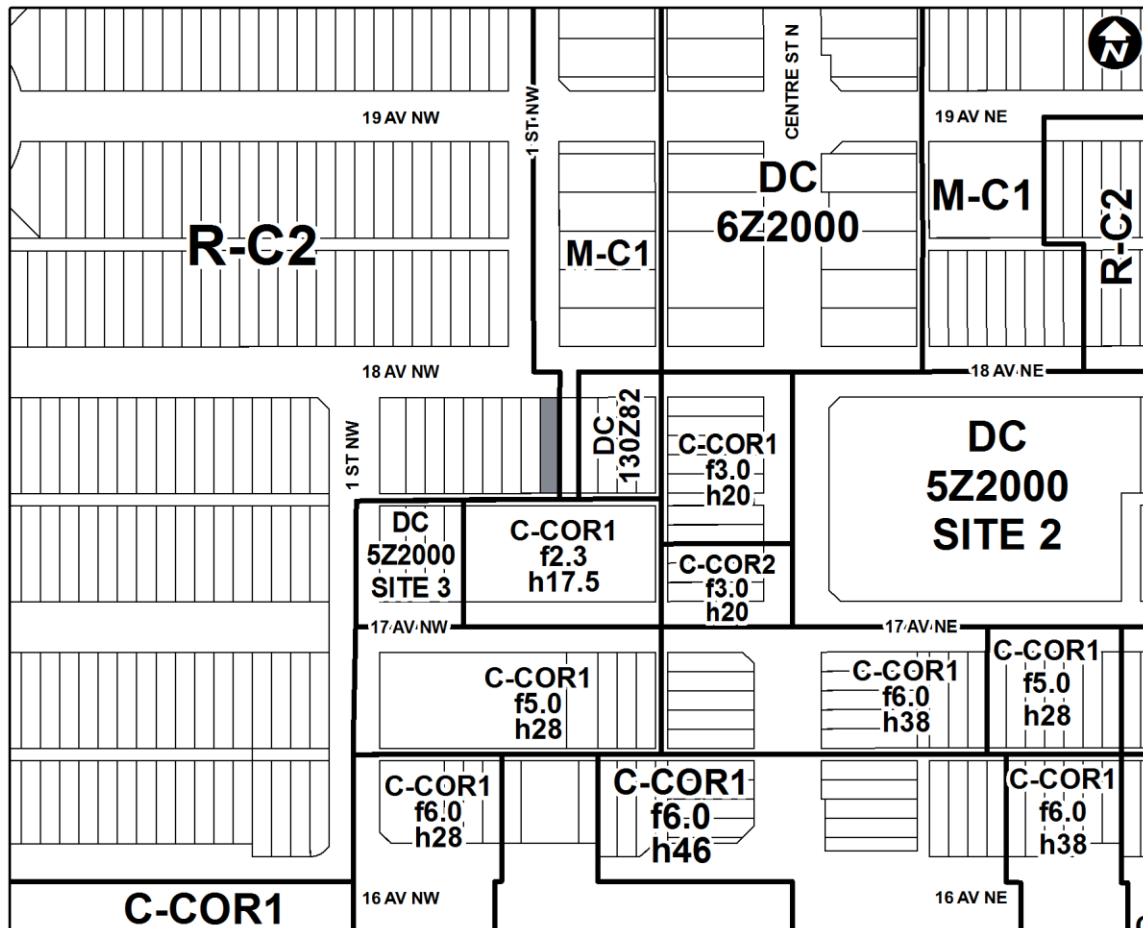 N
1 ST NW
CENTRE ST N
19 AV NW
19 AV NE
DC
6Z2000
M-C1
R-C2
R-C2
M-C1
18 AV NW
18 AV NE
1 ST NW
DC
130Z82
C-COR1
f3.0
h20
DC
5Z2000
SITE 2
DC
5Z2000
SITE 3
C-COR1
f2.3
h17.5
C-COR2
f3.0
h20
17 AV NW
17 AV NE
C-COR1
f5.0
h28
C-COR1
f6.0
h38
C-COR1
f5.0
h28
C-COR1
f6.0
h28
C-COR1
f6.0
h46
C-COR1
f6.0
h38
16 AV NW
16 AV NE
C-COR1